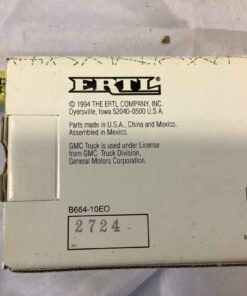 ERTL
© 1994 THE ERTL COMPANY, INC.
Dyersville, Iowa 52040-0500 U.S.A.
Parts made in U.S.A., China and Mexico.
Assembled in Mexico.
GMC Truck is used under License
from GMC Truck Division,
General Motors Corporation.
B664-10EO
2724-